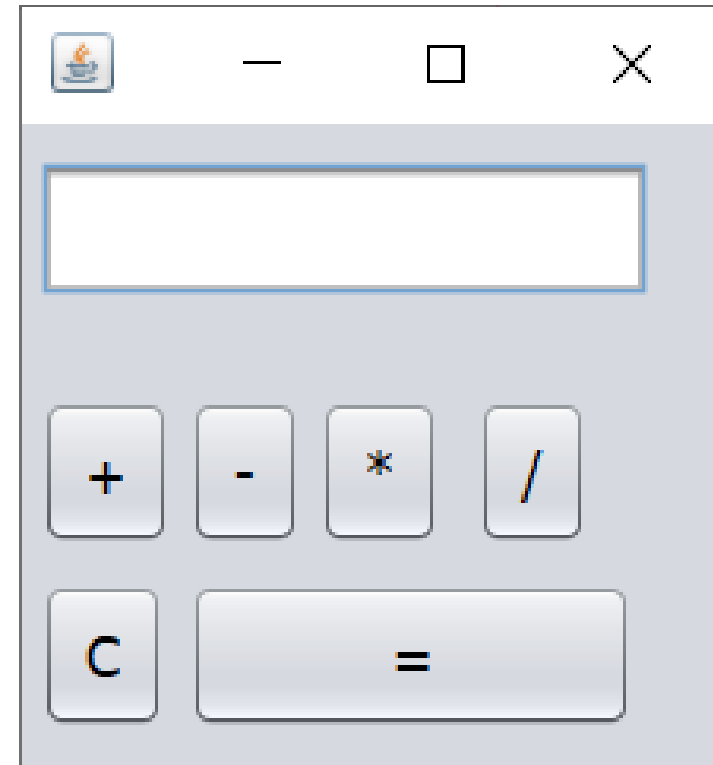 + - * /
C =